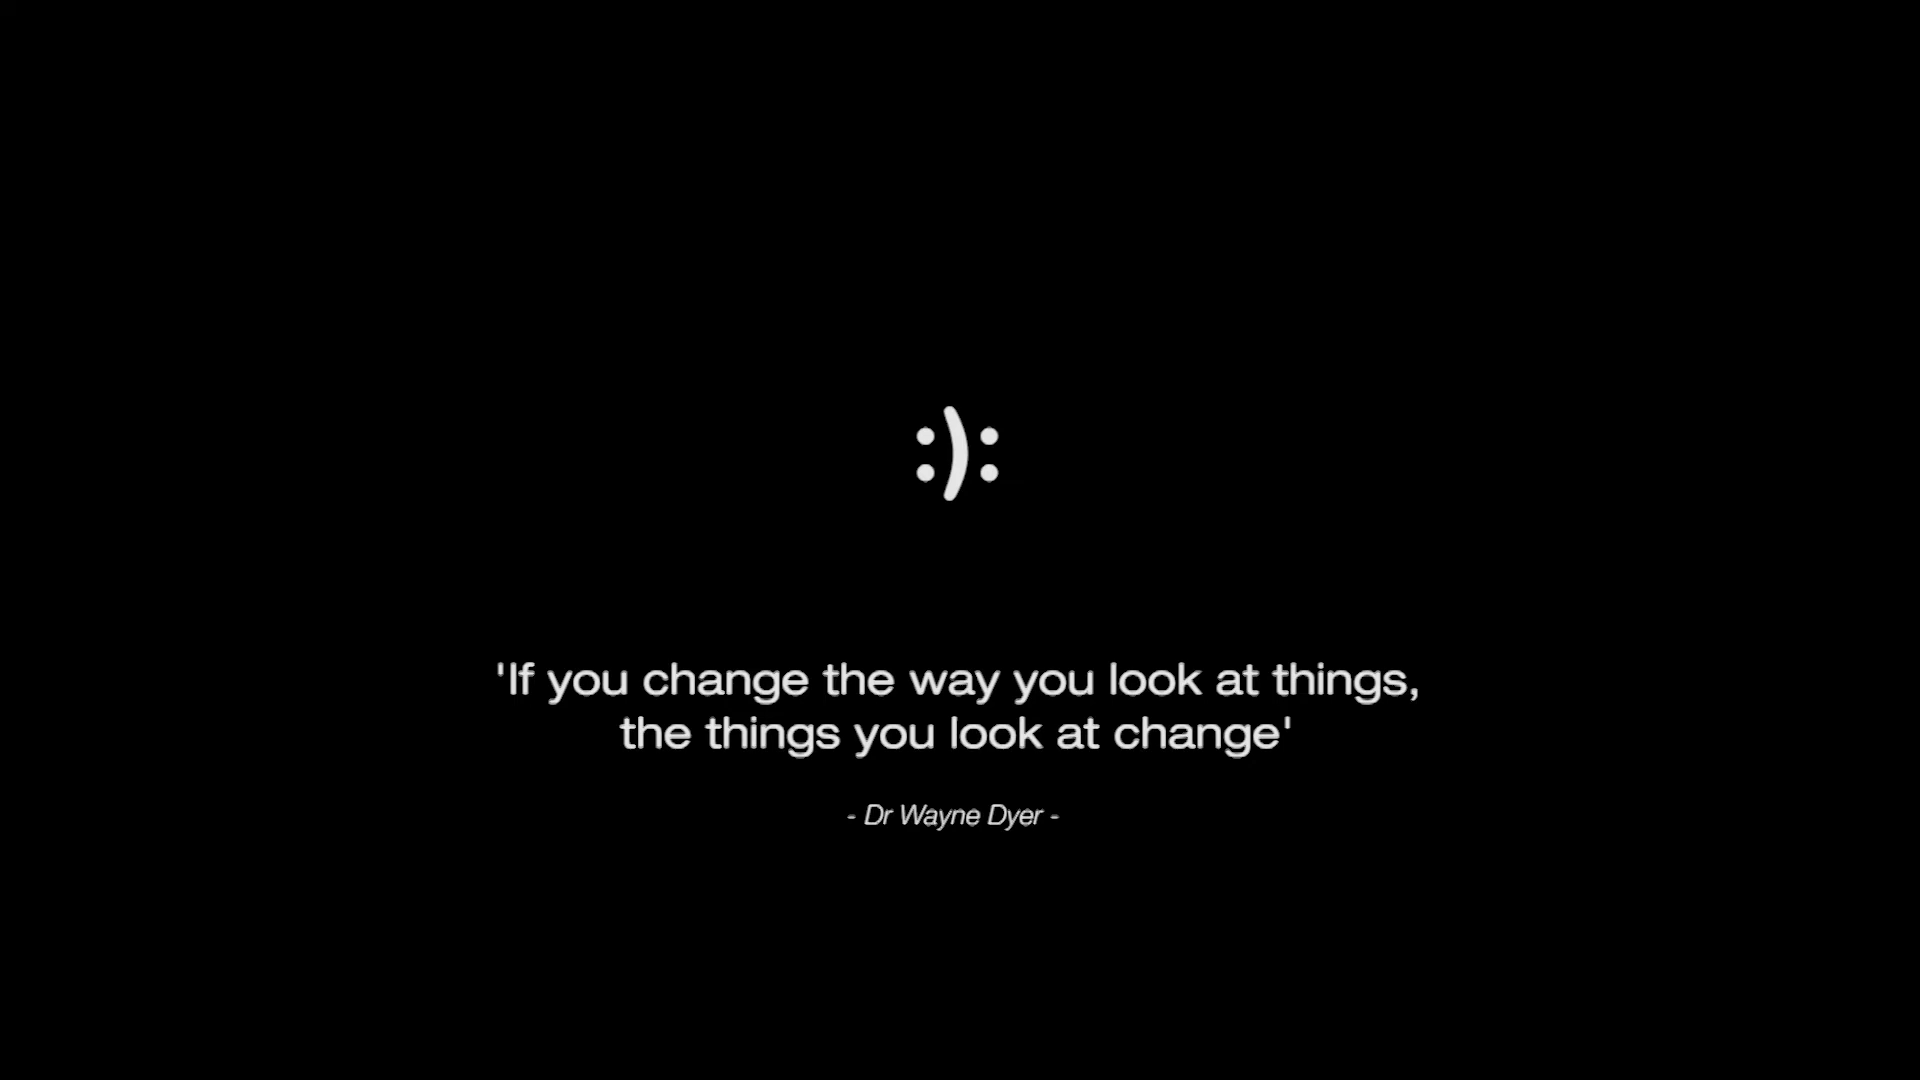 :):
'If you change the way you look at things,
the things you look at change'
- Dr Wayne Dyer -